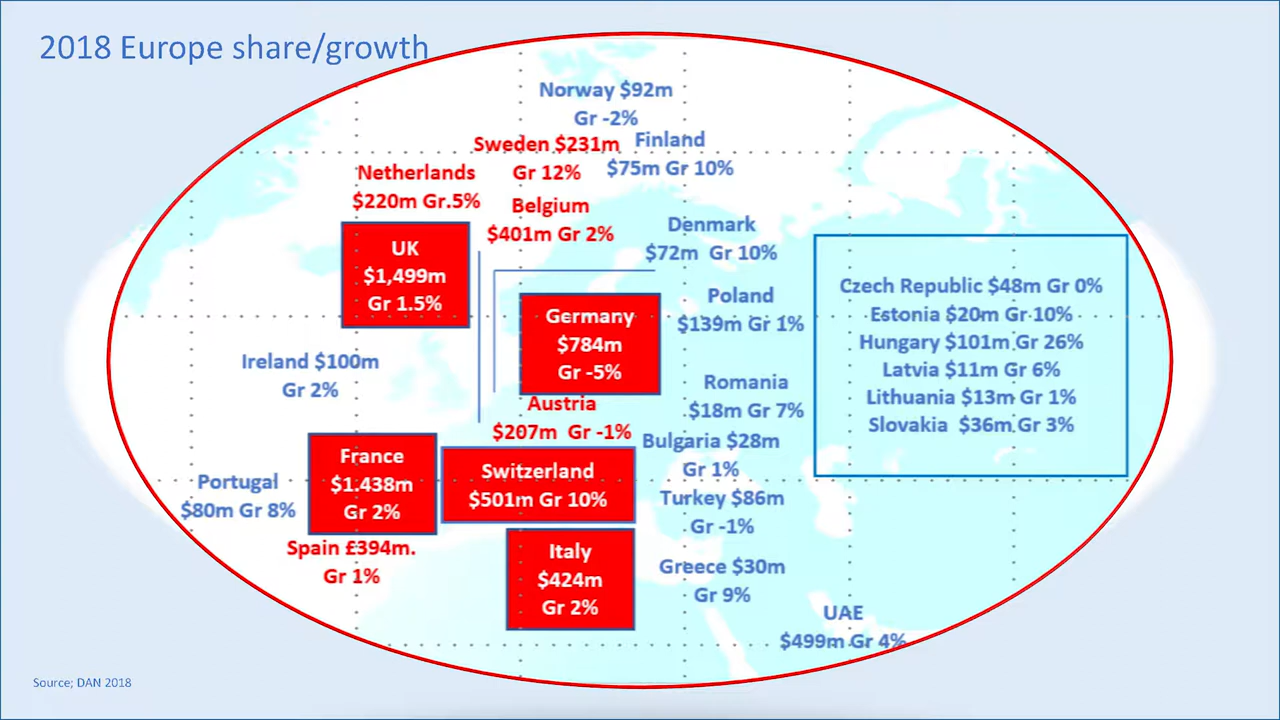 2018 Europe share/growth
Norway $92m
Gr -2%
Sweden $231m
Gr 12%
Finland
$75m Gr 10%
Netherlands
$220m Gr.5%
Belgium
$401m Gr 2%
Denmark
$72m Gr 10%
UK
$1,499m
Gr 1.5%
Germany
$784m
Gr -5%
Poland
$139m Gr 1%
Czech Republic $48m Gr 0%
Estonia $20m Gr 10%
Hungary $101m Gr 26%
Latvia $11m Gr 6%
Lithuania $13m Gr 1%
Slovakia $36m Gr 3%
Ireland $100m
Gr 2%
Austria
$207m Gr -1%
Romania
$18m Gr 7%
France
$1.438m
Gr 2%
Switzerland
$501m Gr 10%
Bulgaria $28m
Gr 1%
Portugal
$80m Gr 8%
Turkey $86m
Gr -1%
Spain £394m.
Gr 1%
Italy
$424m
Gr 2%
Greece $30m
Gr 9%
UAE
$499m Gr 4%
Source; DAN 2018